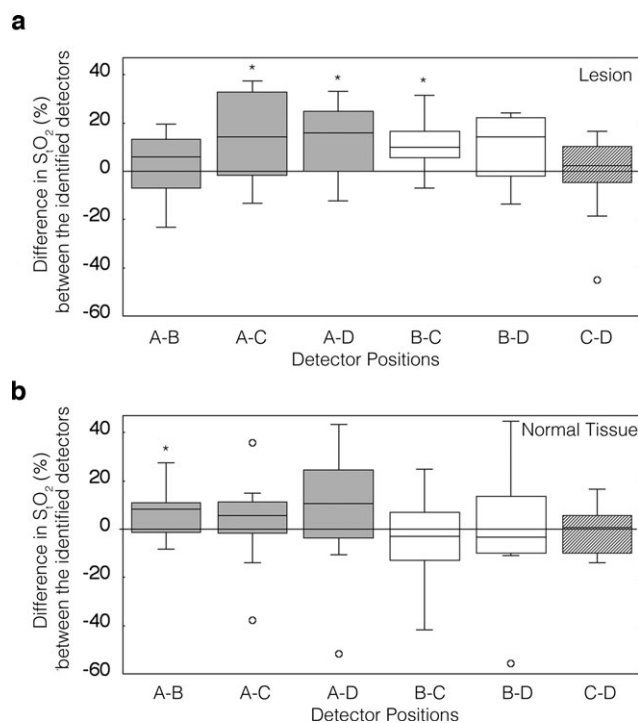 a
Difference in StO2 (%)
between the identified detectors
40
20
0
-20
-40
-60
* * *
Lesion
A-B A-C A-D B-C B-D C-D
Detector Positions
b
Difference in StO2 (%)
between the identified detectors
40
20
0
-20
-40
-60
*
Normal Tissue
A-B A-C A-D B-C B-D C-D
Detector Positions